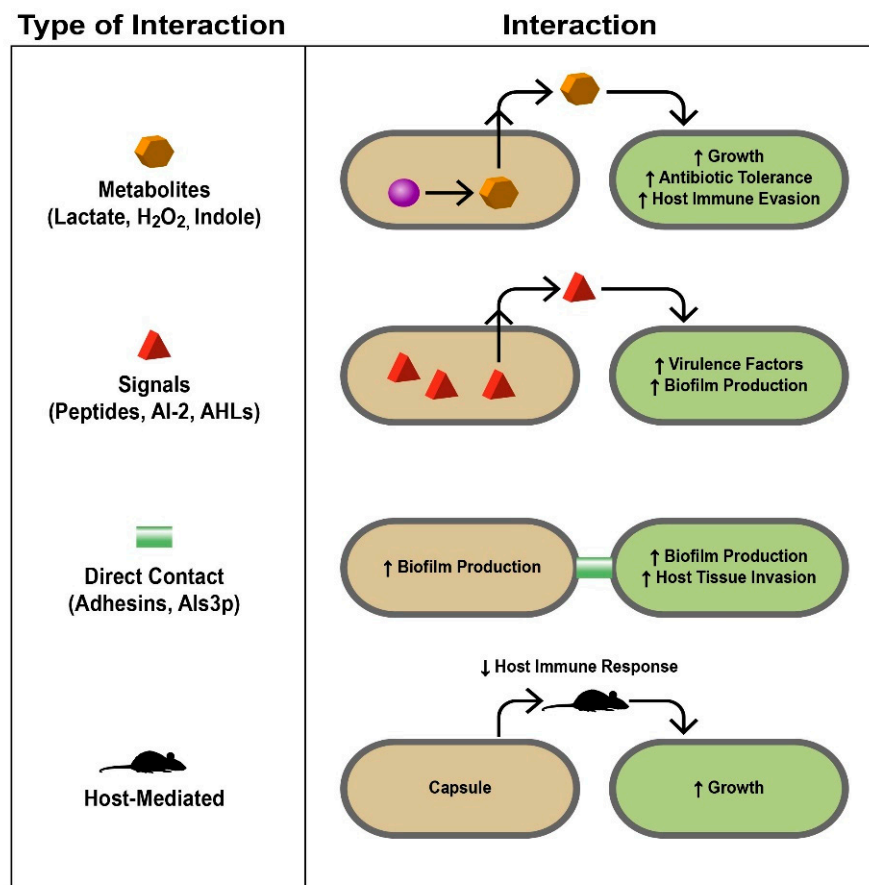 Type of Interaction
Interaction
Metabolites
(Lactate, H₂O₂, Indole)
↑ Growth
↑ Antibiotic Tolerance
↑ Host Immune Evasion
Signals
(Peptides, AI-2, AHLs)
↑ Virulence Factors
↑ Biofilm Production
Direct Contact
(Adhesins, Als3p)
↑ Biofilm Production
↑ Biofilm Production
↑ Host Tissue Invasion
Host-Mediated
↓ Host Immune Response
Capsule
↑ Growth